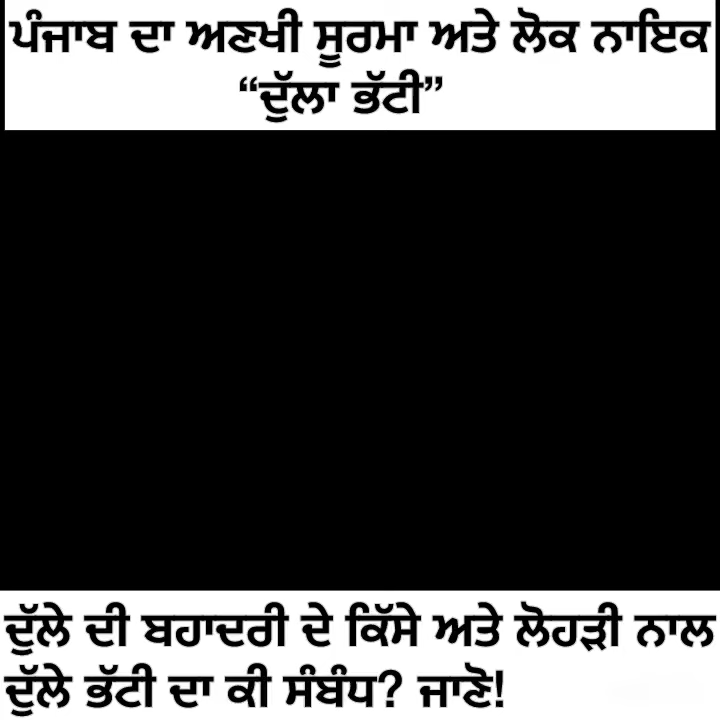 ਪੰਜਾਬ ਦਾ ਅਣਖੀ ਸੂਰਮਾ ਅਤੇ ਲੋਕ ਨਾਇਕ
“ਦੁੱਲਾ ਭੱਟੀ”
ਦੁੱਲੇ ਦੀ ਬਹਾਦਰੀ ਦੇ ਕਿੱਸੇ ਅਤੇ ਲੋਹੜੀ ਨਾਲ
ਦੁੱਲੇ ਭੱਟੀ ਦਾ ਕੀ ਸੰਬੰਧ? ਜਾਣੋ!